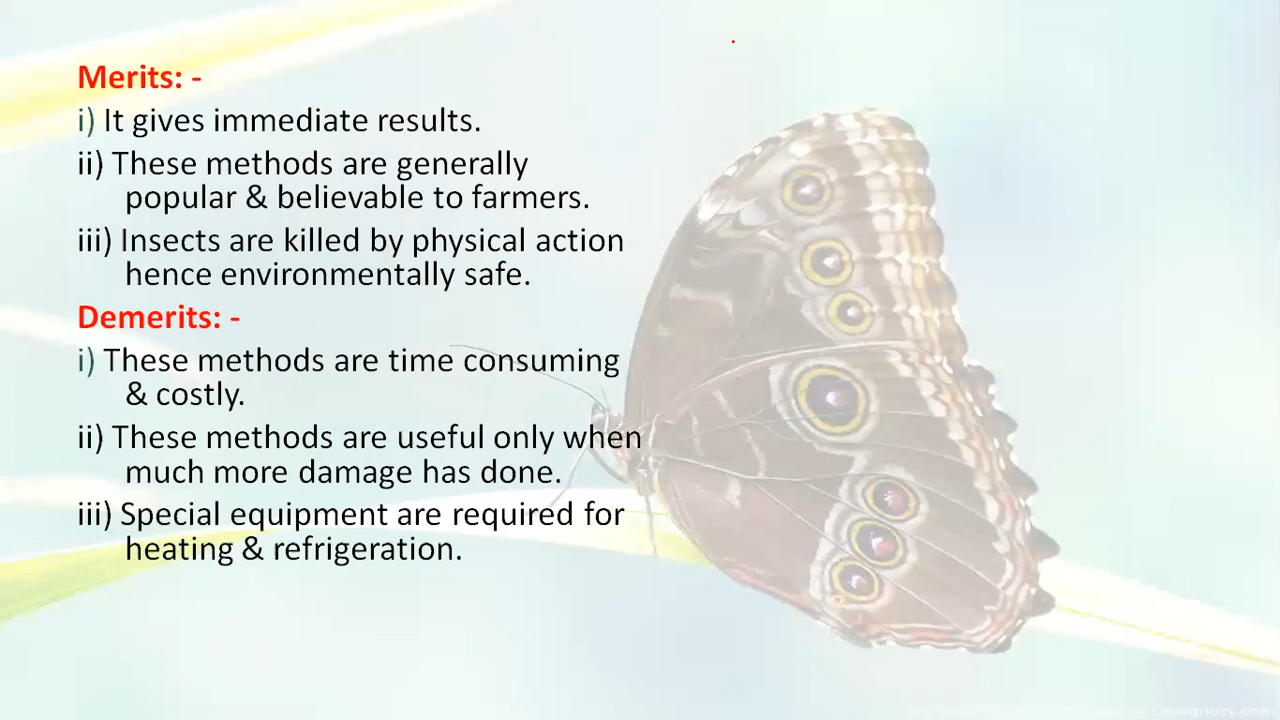 Merits: -
i) It gives immediate results.
ii) These methods are generally
popular & believable to farmers.
iii) Insects are killed by physical action
hence environmentally safe.
Demerits: -
i) These methods are time consuming
& costly.
ii) These methods are useful only when
much more damage has done.
iii) Special equipment are required for
heating & refrigeration.